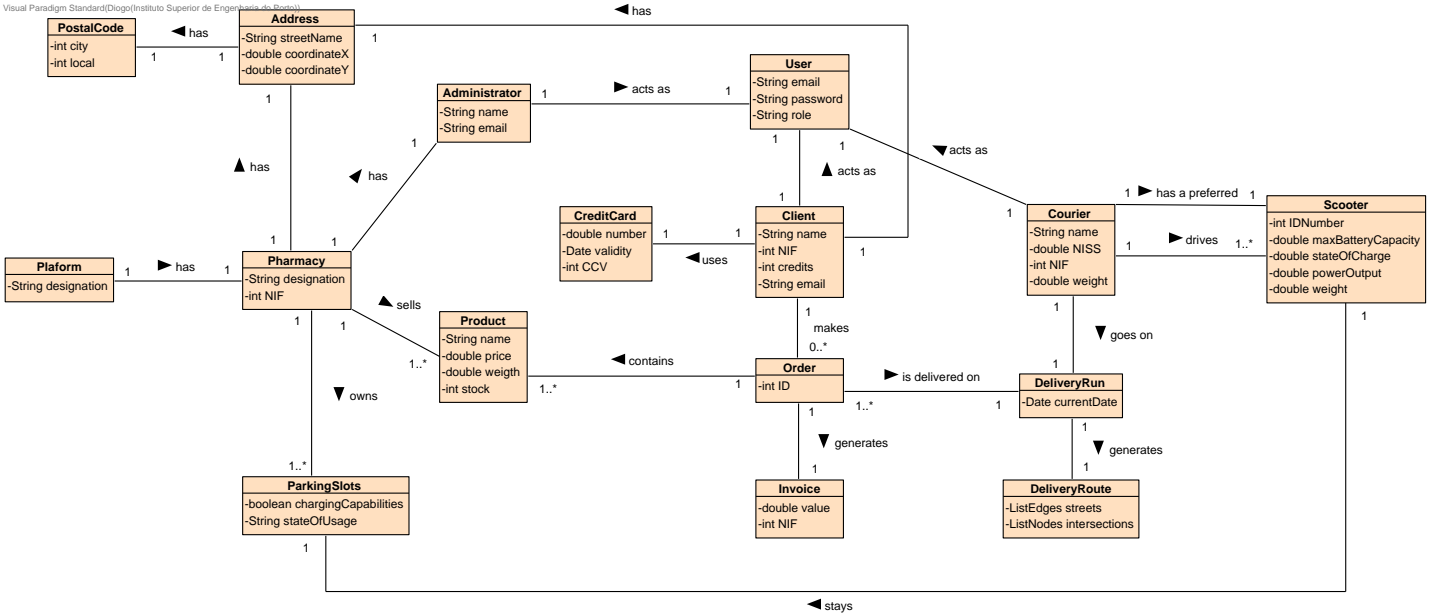 Visual Paradigm Standard(Diogo(Instituto Superior de Engenharia do Porto))
has
Address
-String streetName
-double coordinateX
-double coordinateY
1
PostalCode
-int city
-int local
has
1
1
1
has
1
Administrator
-String name
-String email
1
acts as
1
User
-String email
-String password
-String role
1
acts as
1
1
acts as
1
1
has
1
CreditCard
-double number
-Date validity
-int CCV
1
1
uses
Client
-String name
-int NIF
-int credits
-String email
1
Courier
-String name
-double NISS
-int NIF
-double weight
1
has a preferred
1
1
drives
1..*
Scooter
-int IDNumber
-double maxBatteryCapacity
-double stateOfCharge
-double powerOutput
-double weight
1
Plaform
-String designation
1
has
1
Pharmacy
-String designation
-int NIF
1
1
sells
1..*
Product
-String name
-double price
-double weigth
-int stock
1
makes
0..*
1..*
contains
1
Order
-int ID
1..*
is delivered on
1
1
goes on
1
DeliveryRun
-Date currentDate
owns
1..*
1
generates
1
1
generates
1
ParkingSlots
-boolean chargingCapabilities
-String stateOfUsage
1
Invoice
-double value
-int NIF
DeliveryRoute
-ListEdges streets
-ListNodes intersections
stays